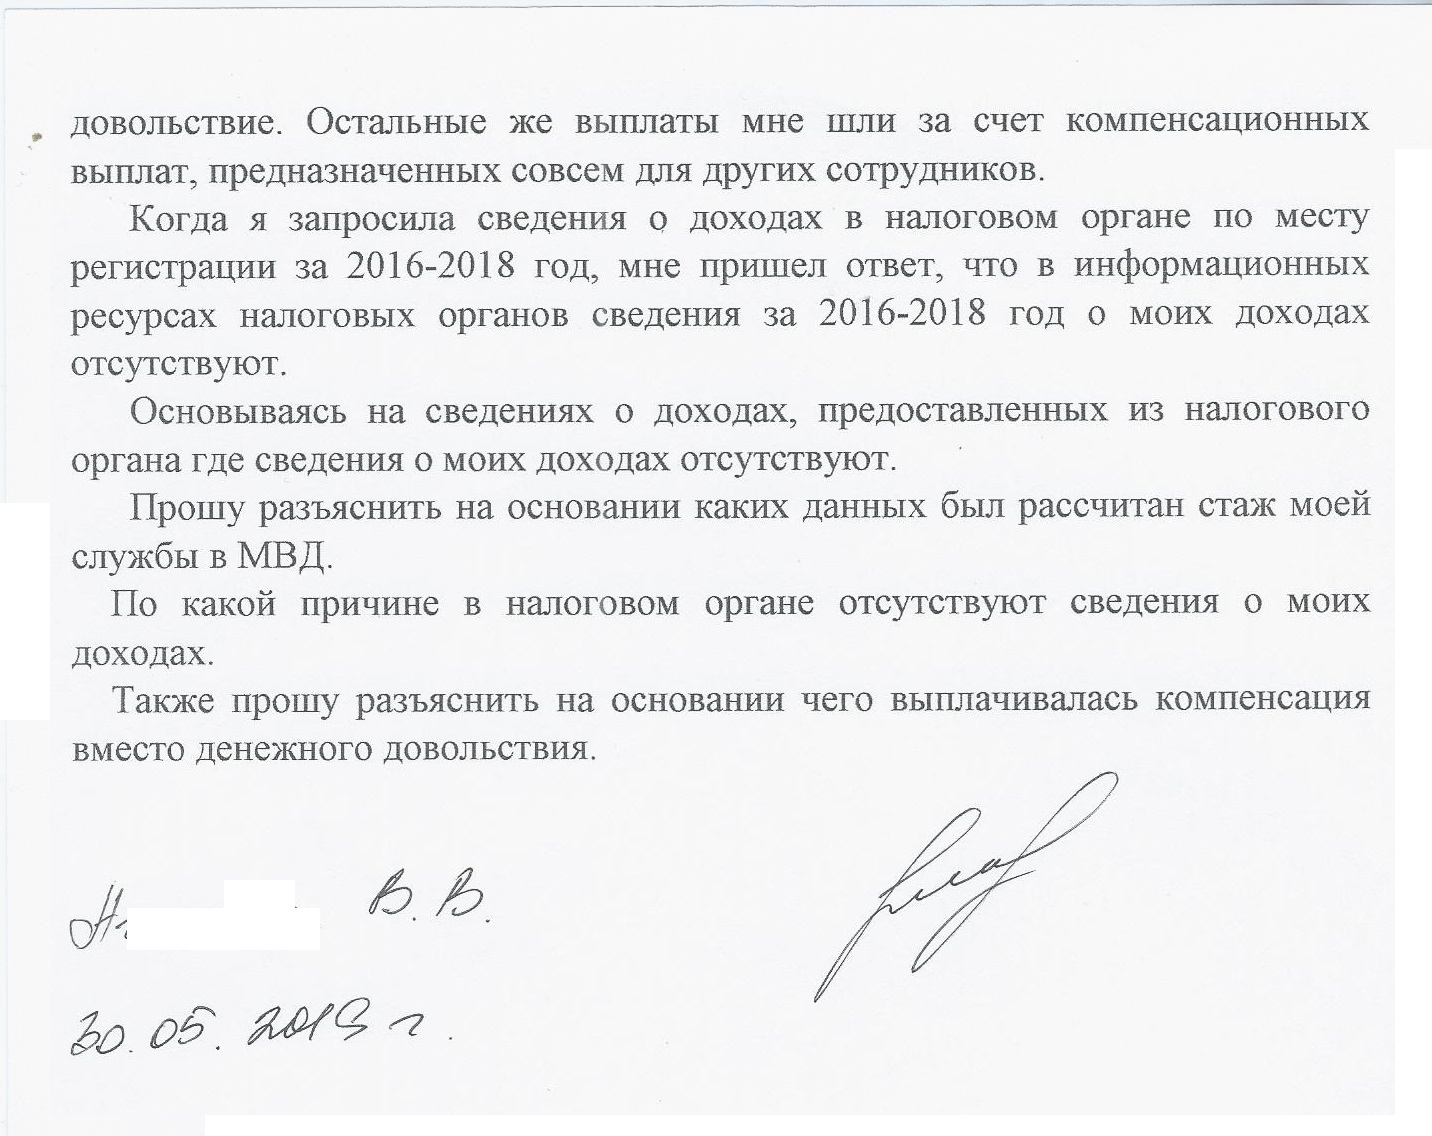 довольствие. Остальные же выплаты мне шли за счет компенсационных
выплат, предназначенных совсем для других сотрудников.
Когда я запросила сведения о доходах в налоговом органе по месту
регистрации за 2016-2018 год, мне пришел ответ, что в информационных
ресурсах налоговых органов сведения за 2016-2018 год о моих доходах
отсутствуют.
Основываясь на сведениях о доходах, предоставленных из налогового
органа где сведения о моих доходах отсутствуют.
Прошу разъяснить на основании каких данных был рассчитан стаж моей
службы в МВД.
По какой причине в налоговом органе отсутствуют сведения о моих
доходах.
Также прошу разъяснить на основании чего выплачивалась компенсация
вместо денежного довольствия.
В. В.
30.05.2019 г.